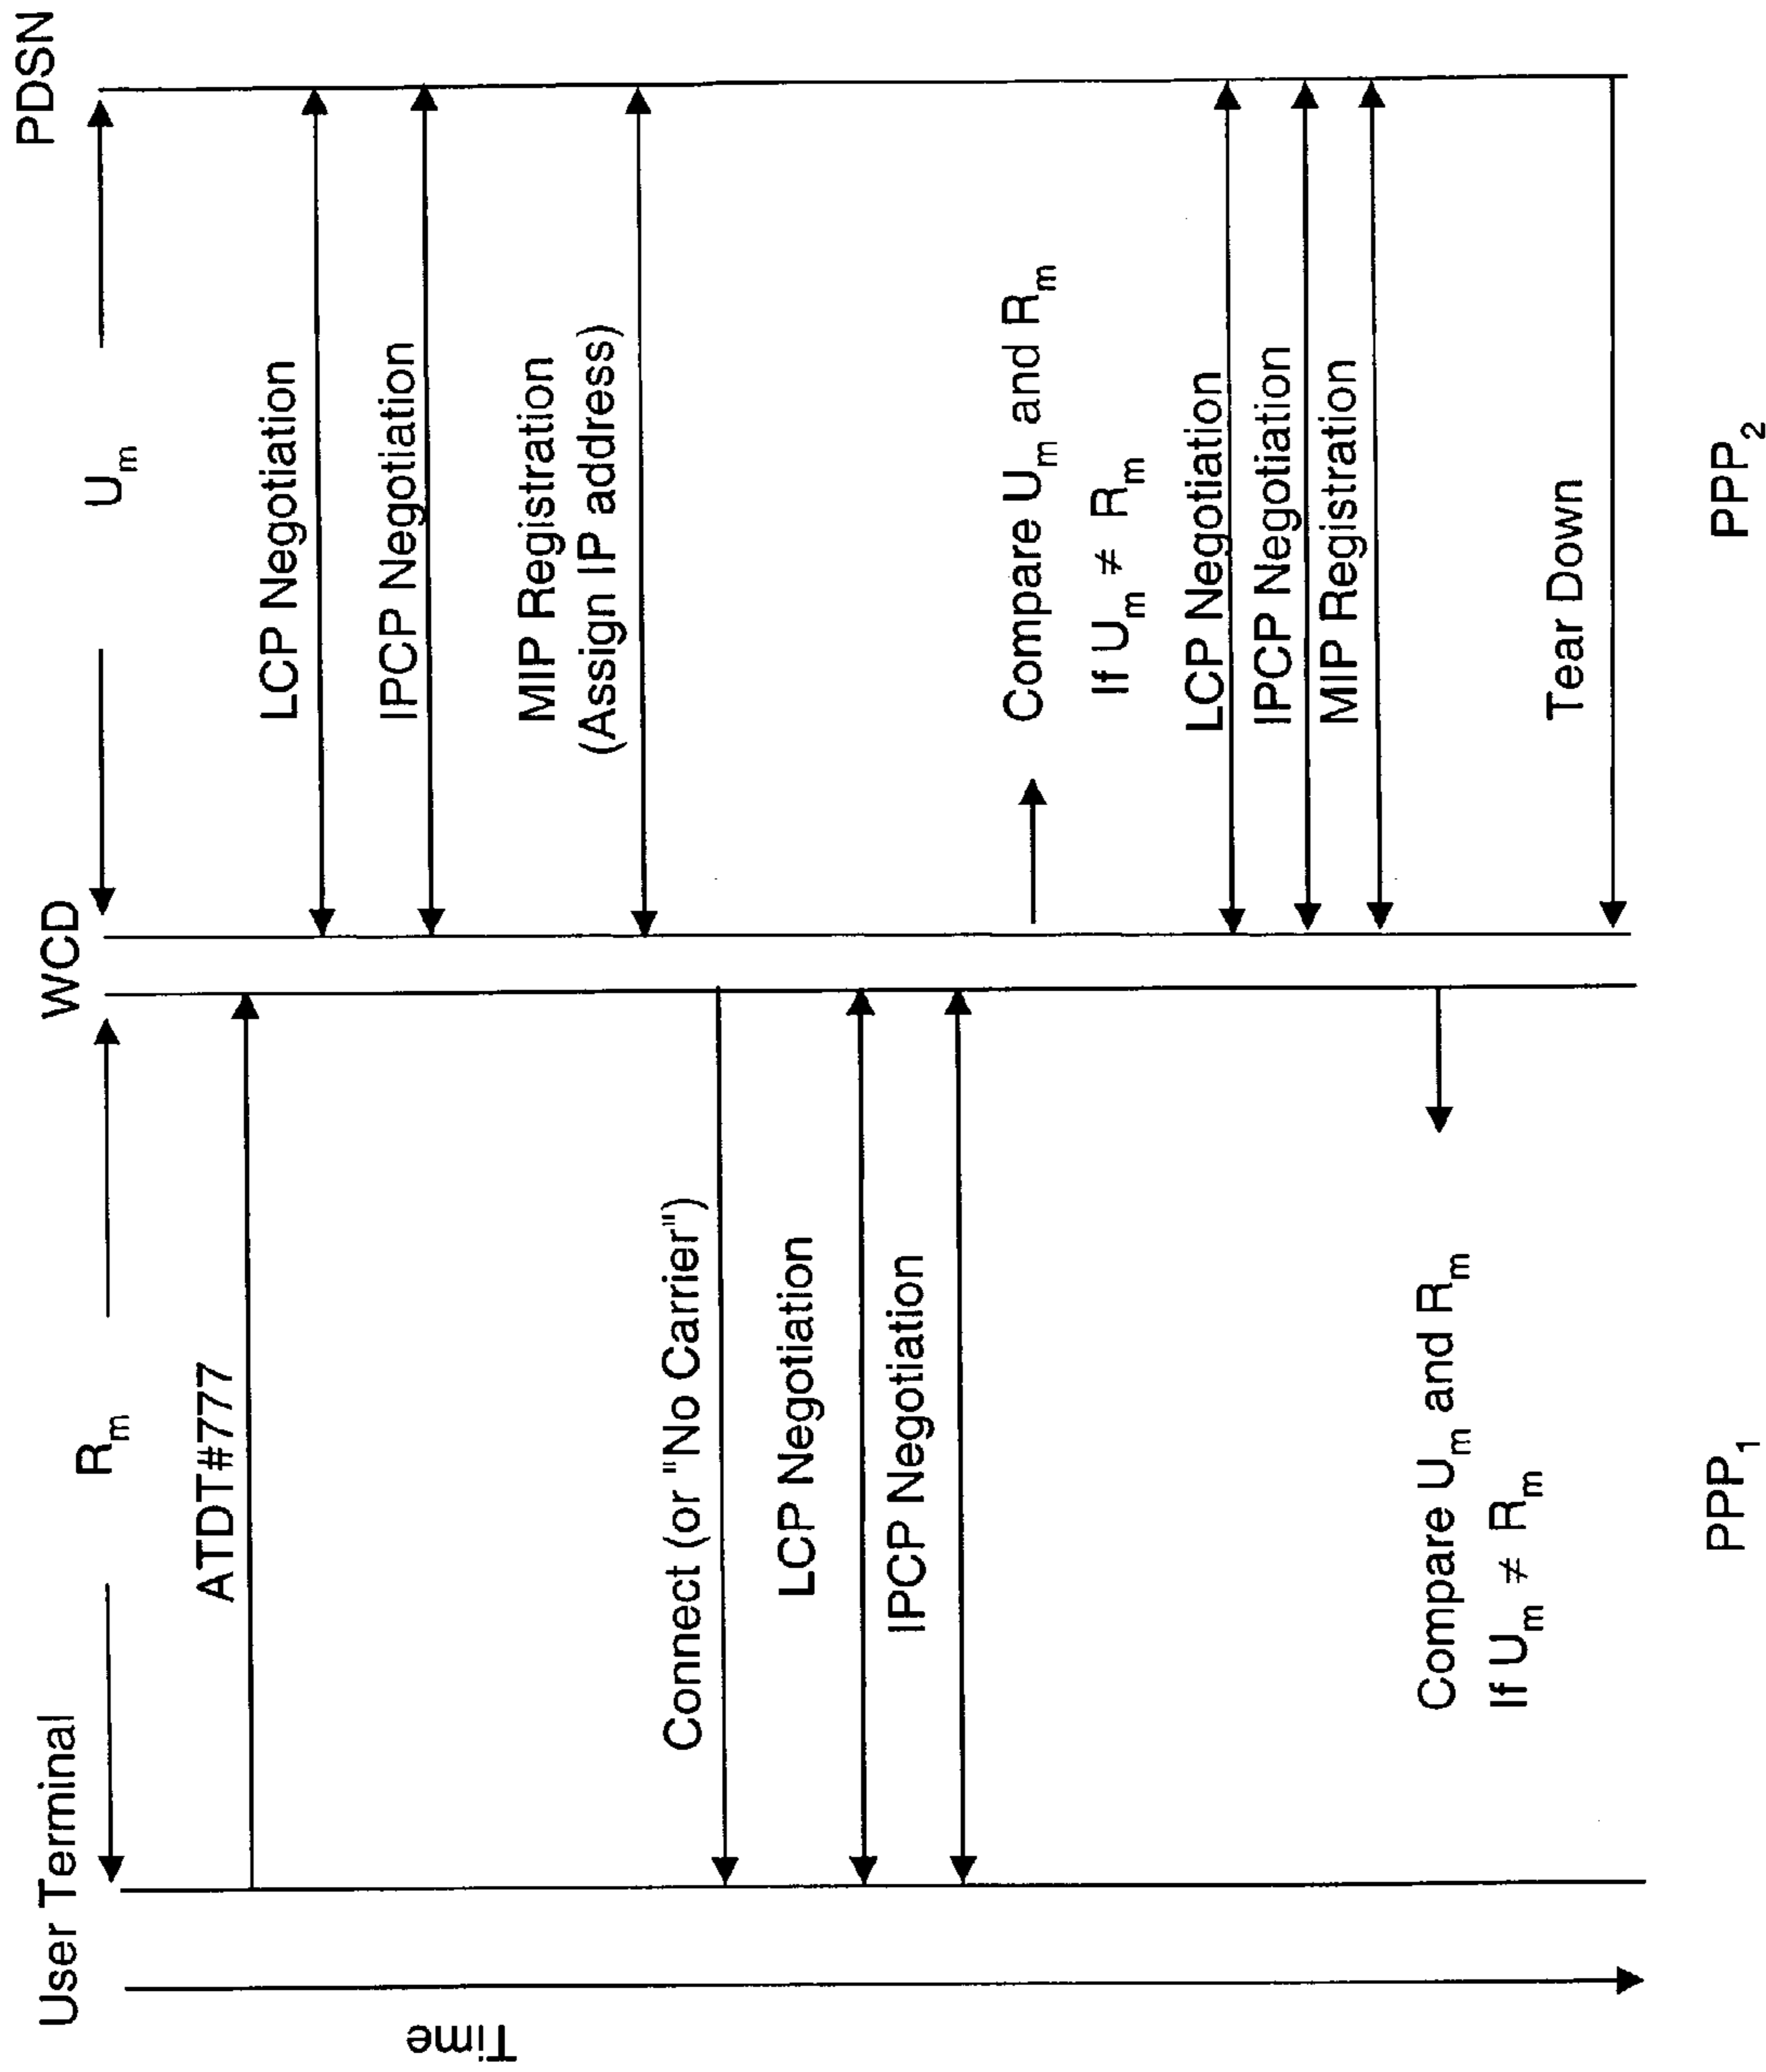 User Terminal
WCD
PDSN
Rₘ
Uₘ
Time
ATDT#777
LCP Negotiation
IPCP Negotiation
MIP Registration
(Assign IP address)
Connect (or "No Carrier")
LCP Negotiation
IPCP Negotiation
Compare Uₘ and Rₘ
If Uₘ ≠ Rₘ
LCP Negotiation
IPCP Negotiation
MIP Registration
Compare Uₘ and Rₘ
If Uₘ ≠ Rₘ
Tear Down
PPP₁
PPP₂